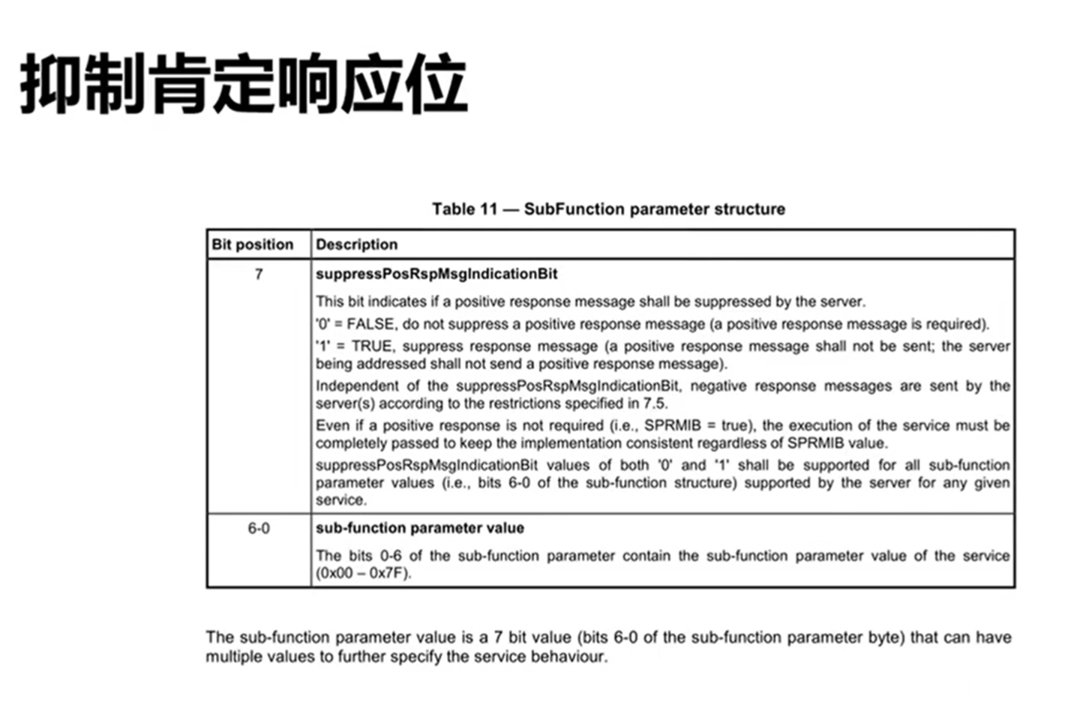 抑制肯定响应位
Table 11 — SubFunction parameter structure
Bit position
Description
7
suppressPosRspMsgIndicationBit
This bit indicates if a positive response message shall be suppressed by the server.
'0' = FALSE, do not suppress a positive response message (a positive response message is required).
'1' = TRUE, suppress response message (a positive response message shall not be sent; the server
being addressed shall not send a positive response message).
Independent of the suppressPosRspMsgIndicationBit, negative response messages are sent by the
server(s) according to the restrictions specified in 7.5.
Even if a positive response is not required (i.e., SPRMIB = true), the execution of the service must be
completely passed to keep the implementation consistent regardless of SPRMIB value.
suppressPosRspMsgIndicationBit values of both '0' and '1' shall be supported for all sub-function
parameter values (i.e., bits 6-0 of the sub-function structure) supported by the server for any given
service.
6-0
sub-function parameter value
The bits 0-6 of the sub-function parameter contain the sub-function parameter value of the service
(0x00 – 0x7F).
The sub-function parameter value is a 7 bit value (bits 6-0 of the sub-function parameter byte) that can have
multiple values to further specify the service behaviour.